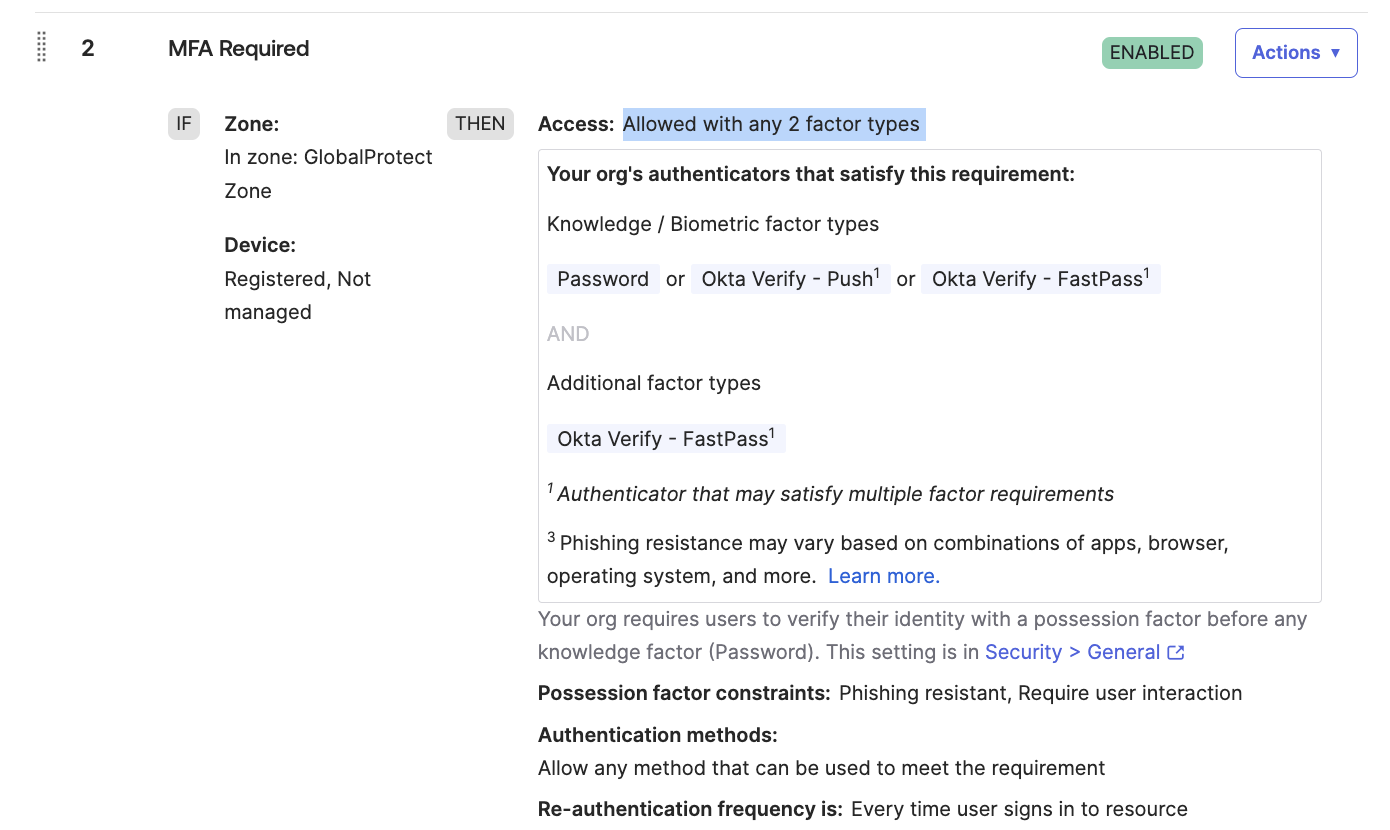 2 MFA Required ENABLED Actions ▼
IF Zone: THEN Access: Allowed with any 2 factor types
In zone: GlobalProtect
Zone
Device:
Registered, Not
managed
Your org's authenticators that satisfy this requirement:
Knowledge / Biometric factor types
Password or Okta Verify - Push¹ or Okta Verify - FastPass¹
AND
Additional factor types
Okta Verify - FastPass¹
¹ Authenticator that may satisfy multiple factor requirements
³ Phishing resistance may vary based on combinations of apps, browser,
operating system, and more. Learn more.
Your org requires users to verify their identity with a possession factor before any
knowledge factor (Password). This setting is in Security > General
Possession factor constraints: Phishing resistant, Require user interaction
Authentication methods:
Allow any method that can be used to meet the requirement
Re-authentication frequency is: Every time user signs in to resource